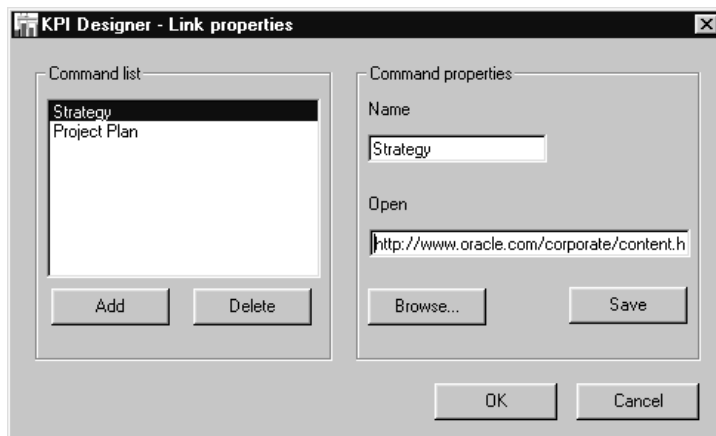 KPI Designer - Link properties
Command list
Strategy
Project Plan
Add
Delete
Command properties
Name
Strategy
Open
http://www.oracle.com/corporate/content.h
Browse...
Save
OK
Cancel